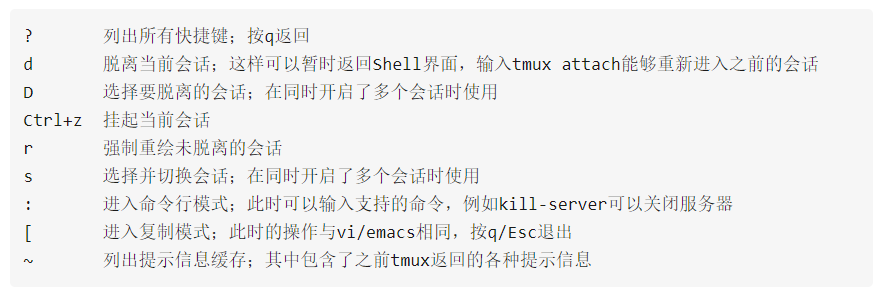 ?       列出所有快捷键；按q返回
d       脱离当前会话；这样可以暂时返回Shell界面，输入tmux attach能够重新进入之前的会话
D       选择要脱离的会话；在同时开启了多个会话时使用
Ctrl+z  挂起当前会话
r       强制重绘未脱离的会话
s       选择并切换会话；在同时开启了多个会话时使用
:       进入命令行模式；此时可以输入支持的命令，例如kill-server可以关闭服务器
[       进入复制模式；此时的操作与vi/emacs相同，按q/Esc退出
~       列出提示信息缓存；其中包含了之前tmux返回的各种提示信息